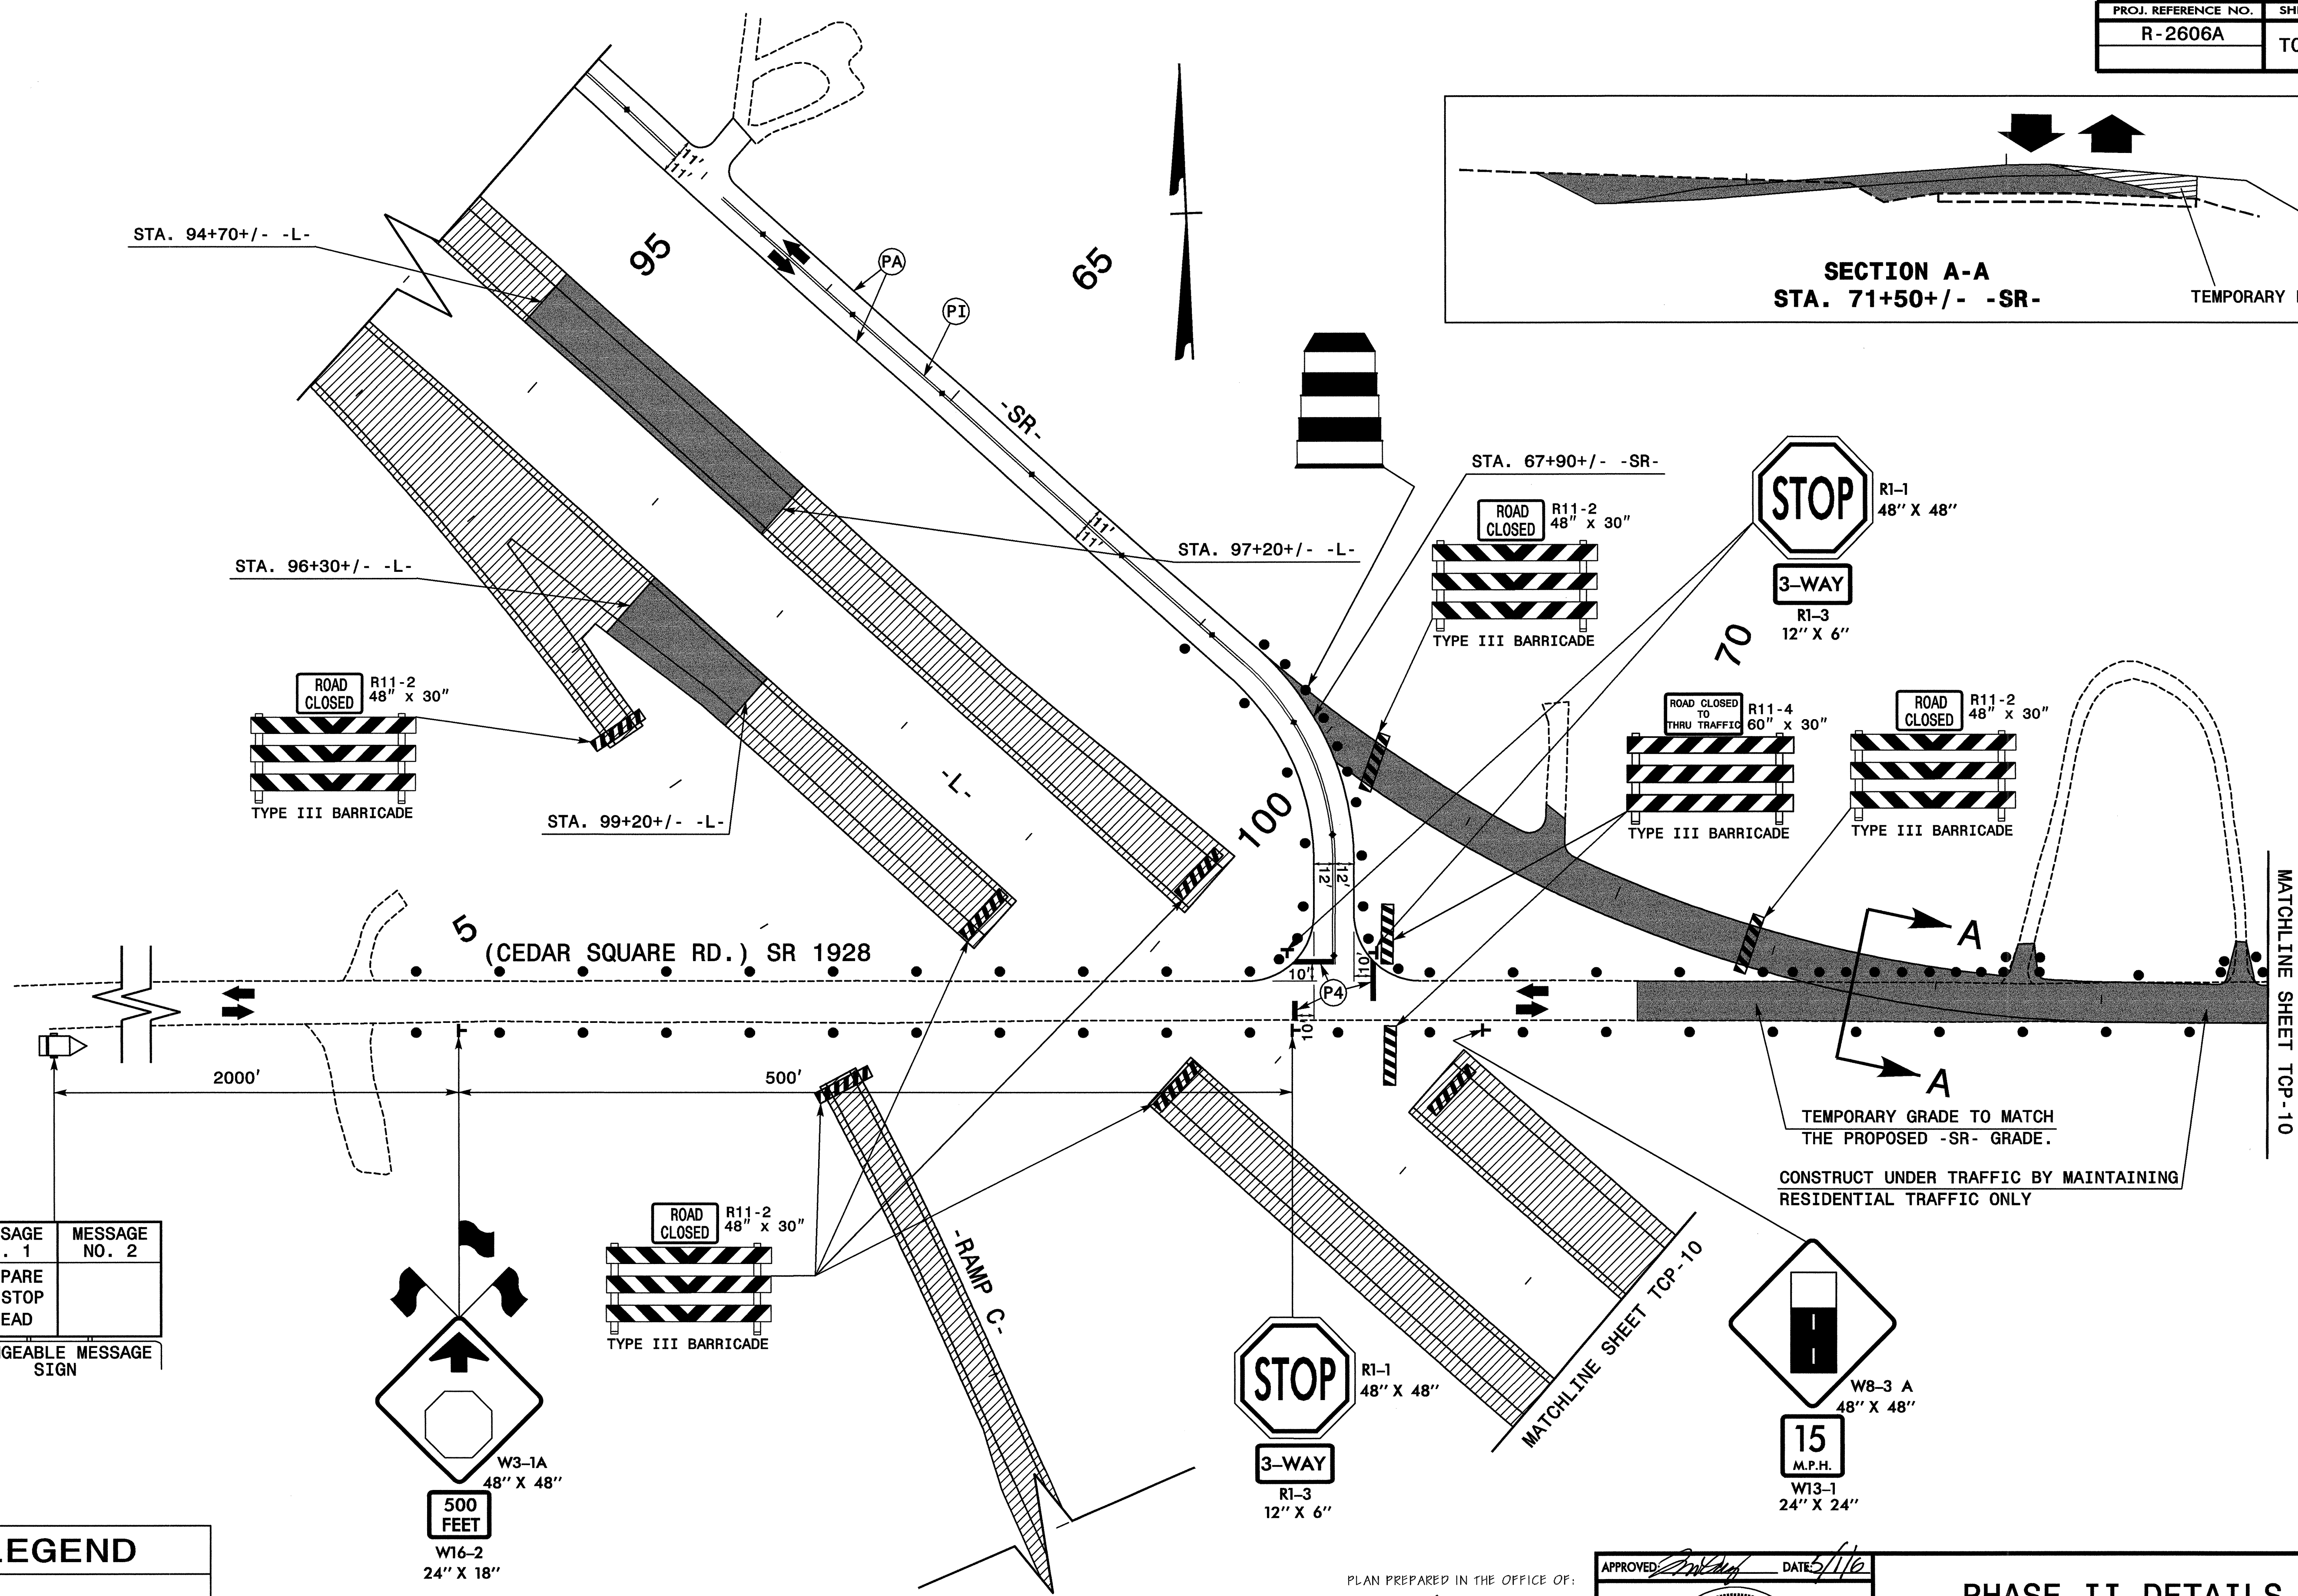 PROJ. REFERENCE NO.
R-2606A
SECTION A-A
STA. 71+50+/- -SR-
TEMPORARY
STA. 94+70+/- -L-
95
65
11'
11'
PA
PI
-SR-
11'
11'
STA. 67+90+/- -SR-
ROAD
CLOSED
R11-2
48" x 30"
TYPE III BARRICADE
STOP
R1-1
48" X 48"
3-WAY
R1-3
12" X 6"
STA. 97+20+/- -L-
STA. 96+30+/- -L-
70
ROAD
CLOSED
R11-2
48" x 30"
TYPE III BARRICADE
ROAD CLOSED
TO
THRU TRAFFIC
R11-4
60" x 30"
TYPE III BARRICADE
ROAD
CLOSED
R11-2
48" x 30"
TYPE III BARRICADE
STA. 99+20+/- -L-
-L-
100
12'
12'
5
(CEDAR SQUARE RD.) SR 1928
10'
10'
P4
10'
A
A
MATCHLINE SHEET TCP-10
2000'
500'
TEMPORARY GRADE TO MATCH
THE PROPOSED -SR- GRADE.
CONSTRUCT UNDER TRAFFIC BY MAINTAINING
RESIDENTIAL TRAFFIC ONLY
MESSAGE
NO. 2
. 1
STOP
SIGN
ROAD
CLOSED
R11-2
48" x 30"
TYPE III BARRICADE
-RAMP C-
MATCHLINE SHEET TCP-10
STOP
R1-1
48" X 48"
3-WAY
R1-3
12" X 6"
W8-3 A
48" X 48"
15
M.P.H.
W13-1
24" X 24"
W3-1A
48" X 48"
500
FEET
W16-2
24" X 18"
PLAN PREPARED IN THE OFFICE OF:
APPROVED:
DATE:
PHASE II DETAILS